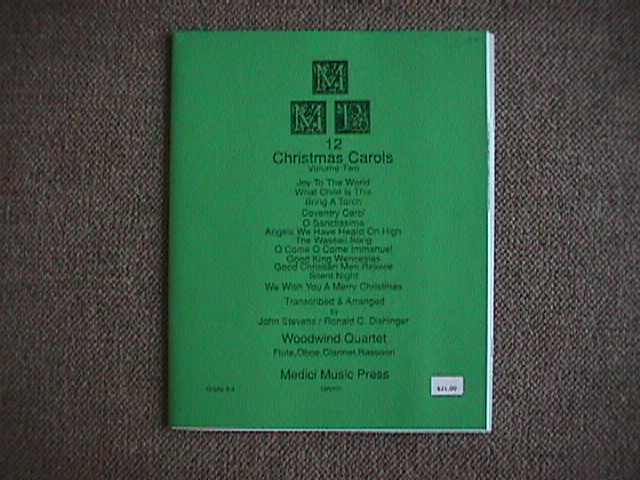 M
M P
12
Christmas Carols
Volume Two
Joy To The World
What Child Is This
Bring A Torch
Coventry Carol
O Sanctissima
Angels We Have Heard On High
The Wassail Song
O Come O Come Immanuel
Good King Wenceslas
Good Christian Men Rejoice
Silent Night
We Wish You A Merry Christmas
Transcribed & Arranged
by
John Stevens / Ronald C. Dishinger
Woodwind Quartet
Flute, Oboe, Clarinet, Bassoon
Medici Music Press
$21.00